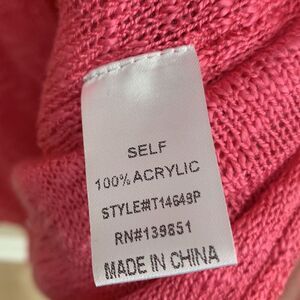 SELF
100% ACRYLIC
STYLE#T14649P
RN#139851
MADE IN CHINA